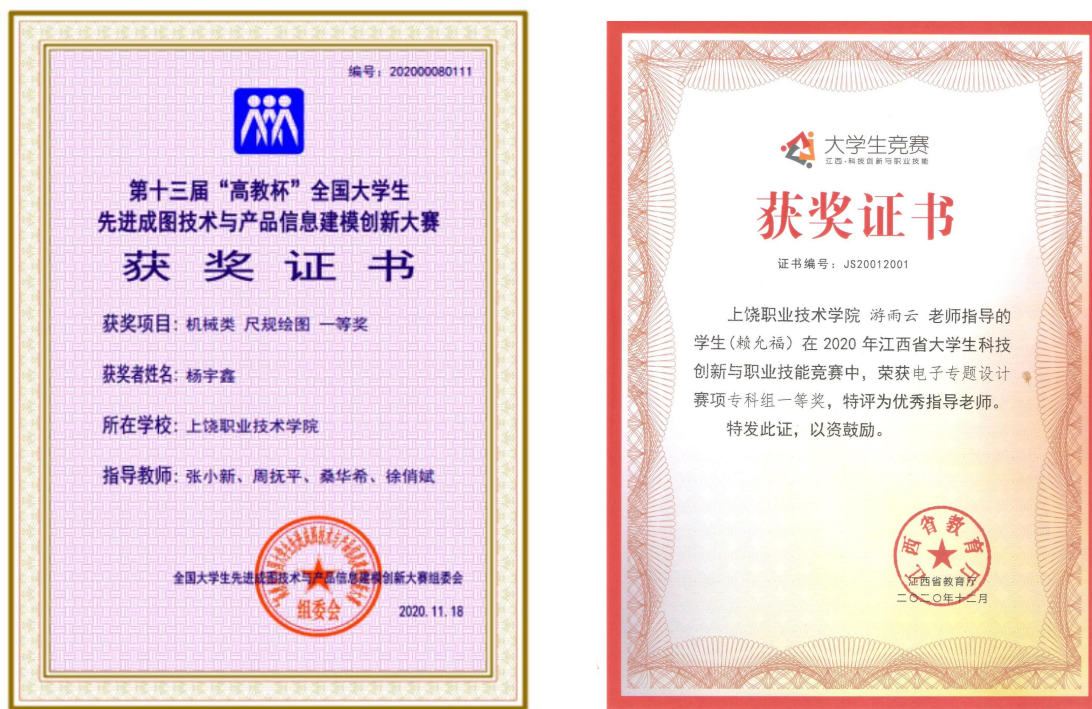 编号：202000080111
第十三届“高教杯”全国大学生
先进成图技术与产品信息建模创新大赛
获奖证书
获奖项目：机械类 尺规绘图 一等奖
获奖者姓名：杨宇鑫
所在学校：上饶职业技术学院
指导教师：张小新、周抚平、桑华希、徐俏斌
全国大学生先进成图技术与产品信息建模创新大赛组委会
组委会
2020.11.18
大学生竞赛
江西·科技创新与职业技能
获奖证书
证书编号：JS20012001
上饶职业技术学院 游雨云 老师指导的
学生（赖允福）在 2020 年江西省大学生科技
创新与职业技能竞赛中，荣获电子专题设计
赛项专科组一等奖，特评为优秀指导老师。
特发此证，以资鼓励。
江西省教育厅
江西省教育厅
二〇二〇年十二月